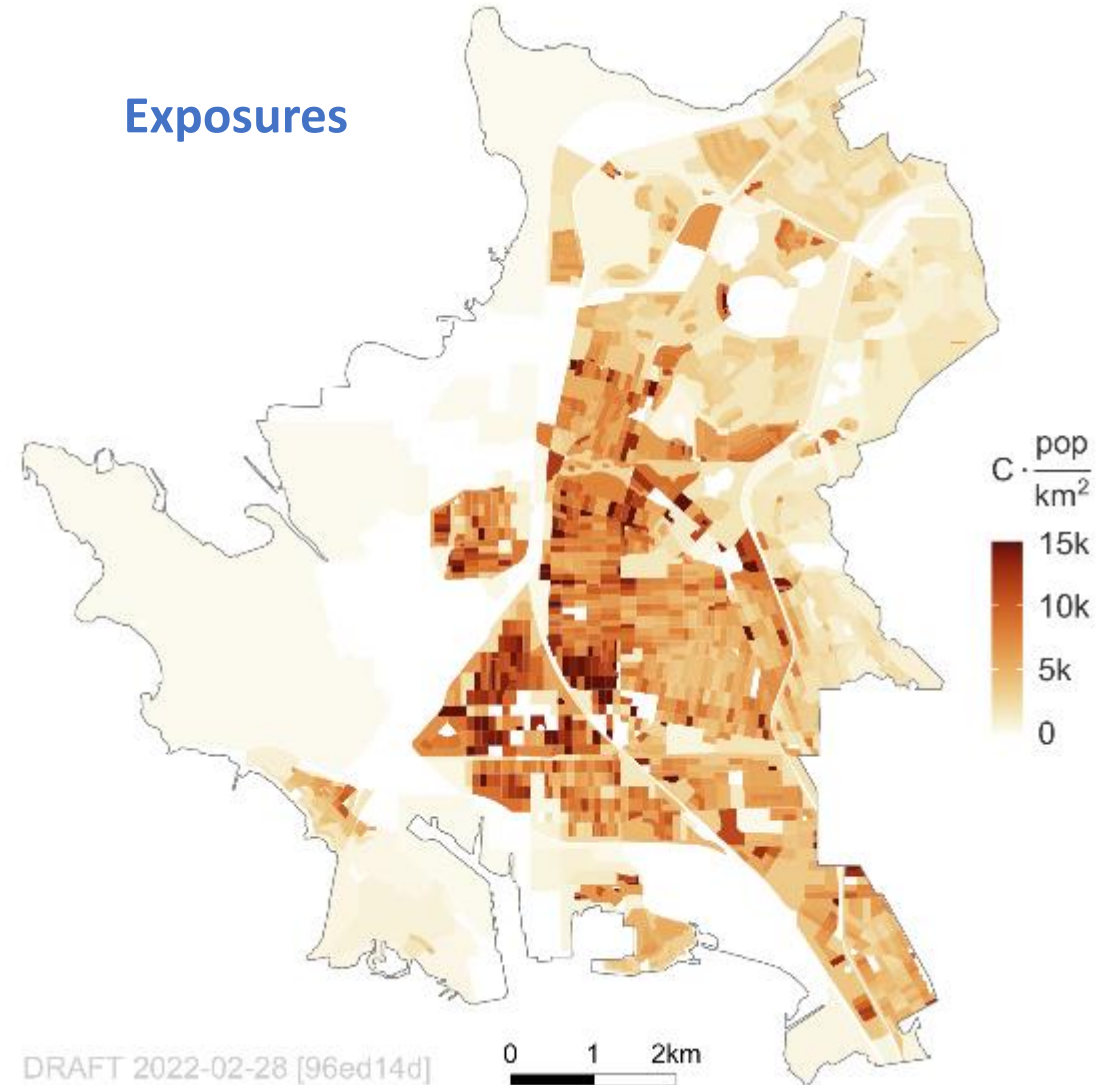 Exposures
C · pop
km²
15k
10k
5k
0
0 1 2km
DRAFT 2022-02-28 [96ed14d]